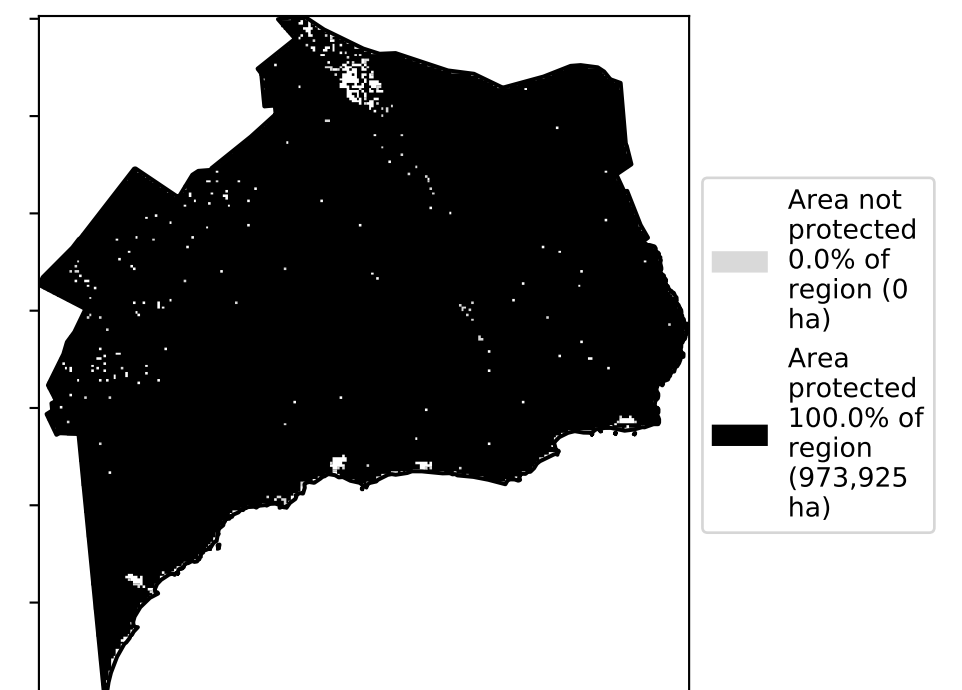 Area not
protected
0.0% of
region (0
ha)
Area
protected
100.0% of
region
(973,925
ha)